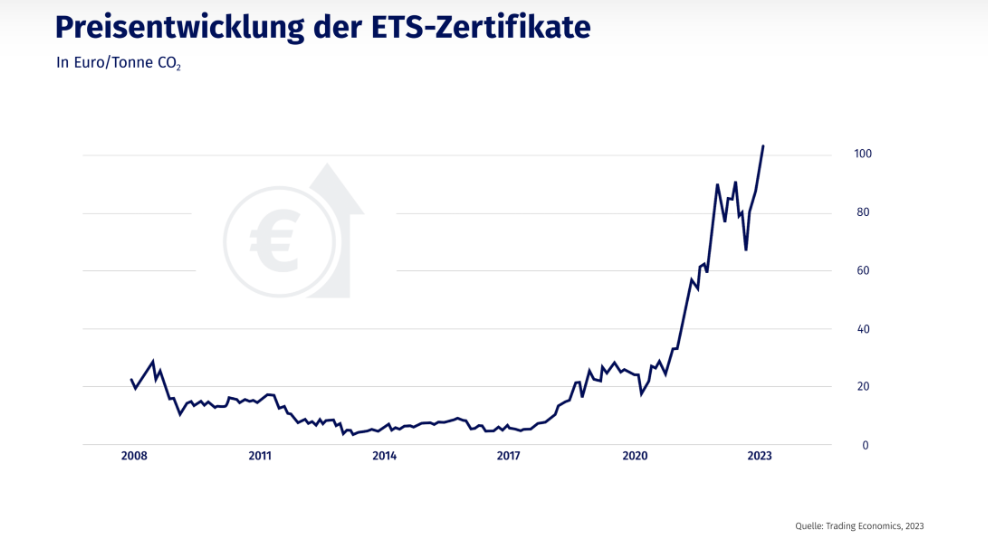 Preisentwicklung der ETS-Zertifikate
In Euro/Tonne CO₂
€
100
80
60
40
20
0
2008 2011 2014 2017 2020 2023
Quelle: Trading Economics, 2023